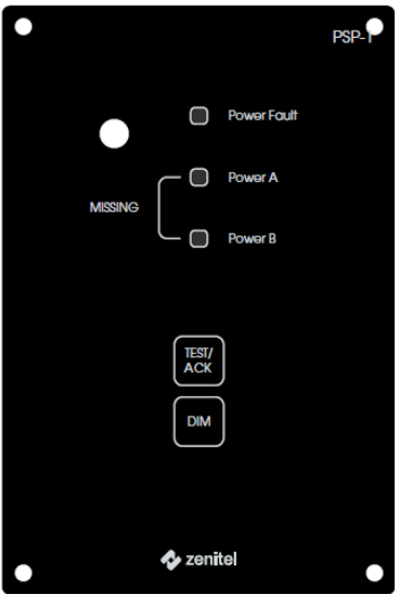 PSP-1
Power Fault
Power A
MISSING
Power B
TEST/
ACK
DIM
zenitel